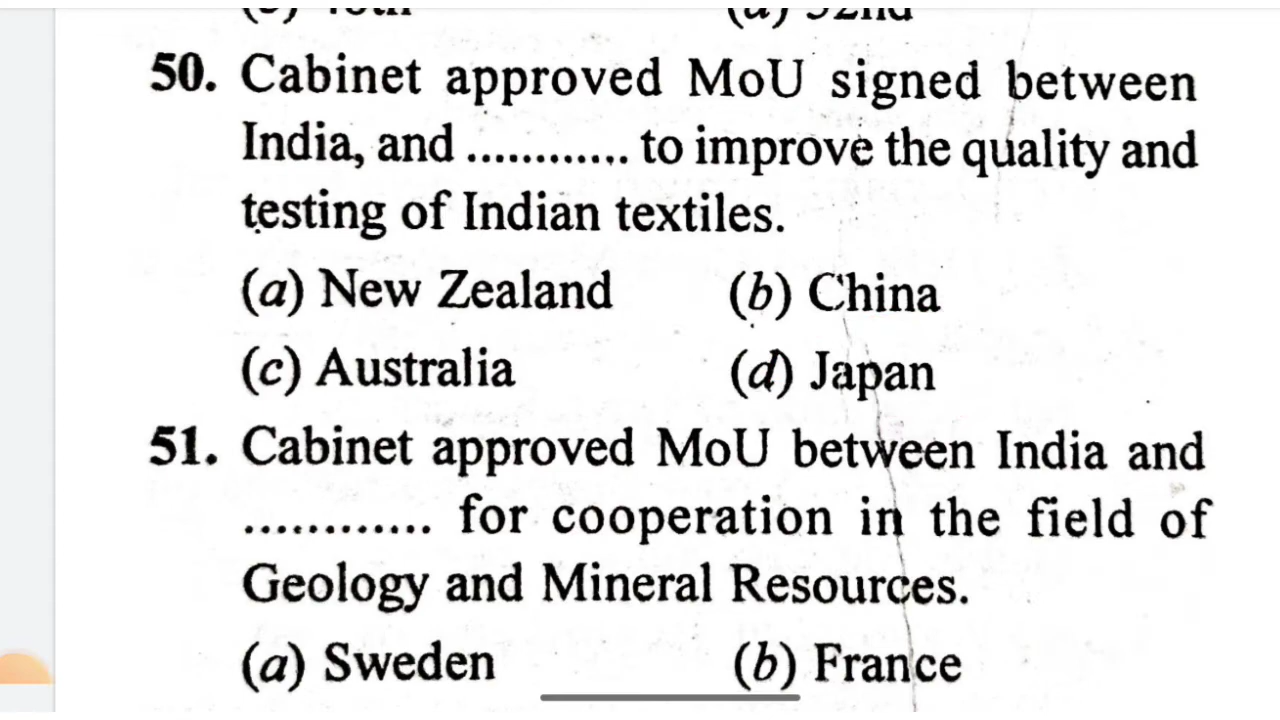 50. Cabinet approved MoU signed between
India, and ............ to improve the quality and
testing of Indian textiles.
(a) New Zealand (b) China
(c) Australia (d) Japan
51. Cabinet approved MoU between India and
............ for cooperation in the field of
Geology and Mineral Resources.
(a) Sweden (b) France